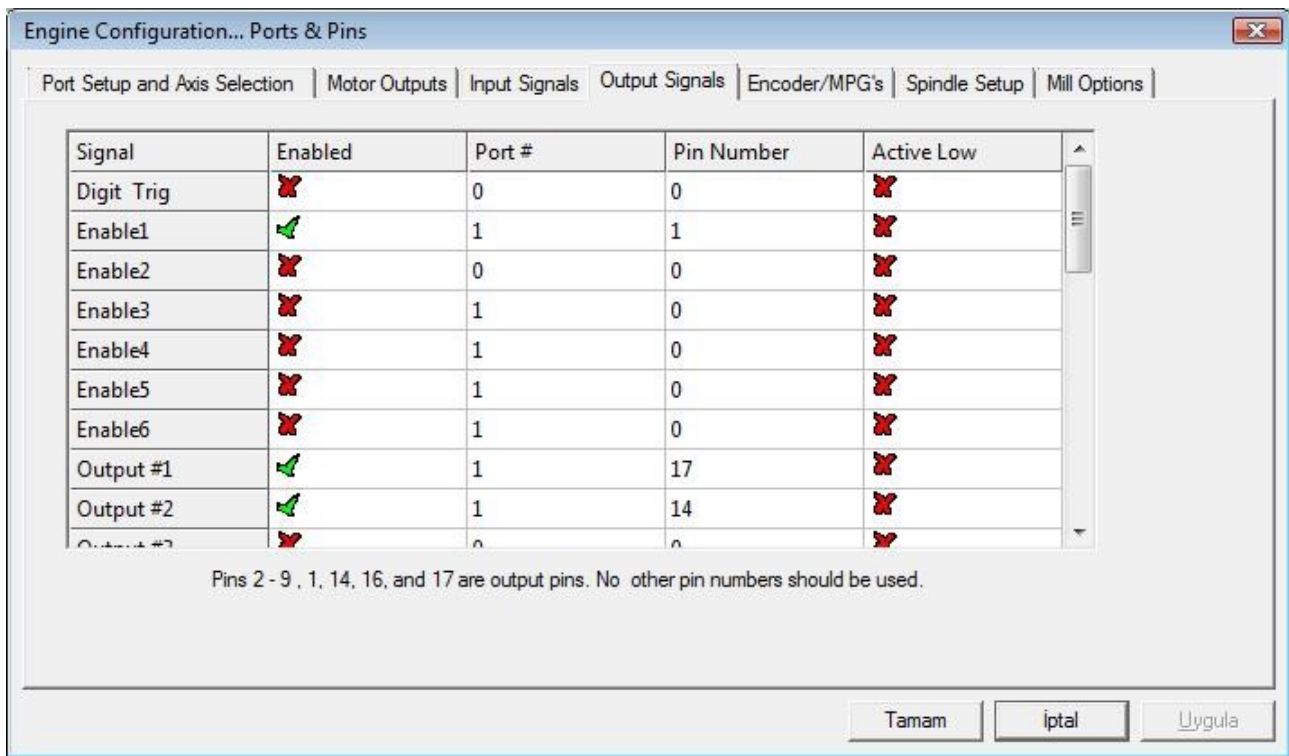 Engine Configuration... Ports & Pins
Port Setup and Axis Selection Motor Outputs Input Signals Output Signals Encoder/MPG's Spindle Setup Mill Options
Signal Enabled Port # Pin Number Active Low
Digit Trig 0 0
Enable1 1 1
Enable2 0 0
Enable3 1 0
Enable4 1 0
Enable5 1 0
Enable6 1 0
Output #1 1 17
Output #2 1 14
Output #3 0 0
Pins 2 - 9 , 1, 14, 16, and 17 are output pins. No other pin numbers should be used.
Tamam İptal Uygula